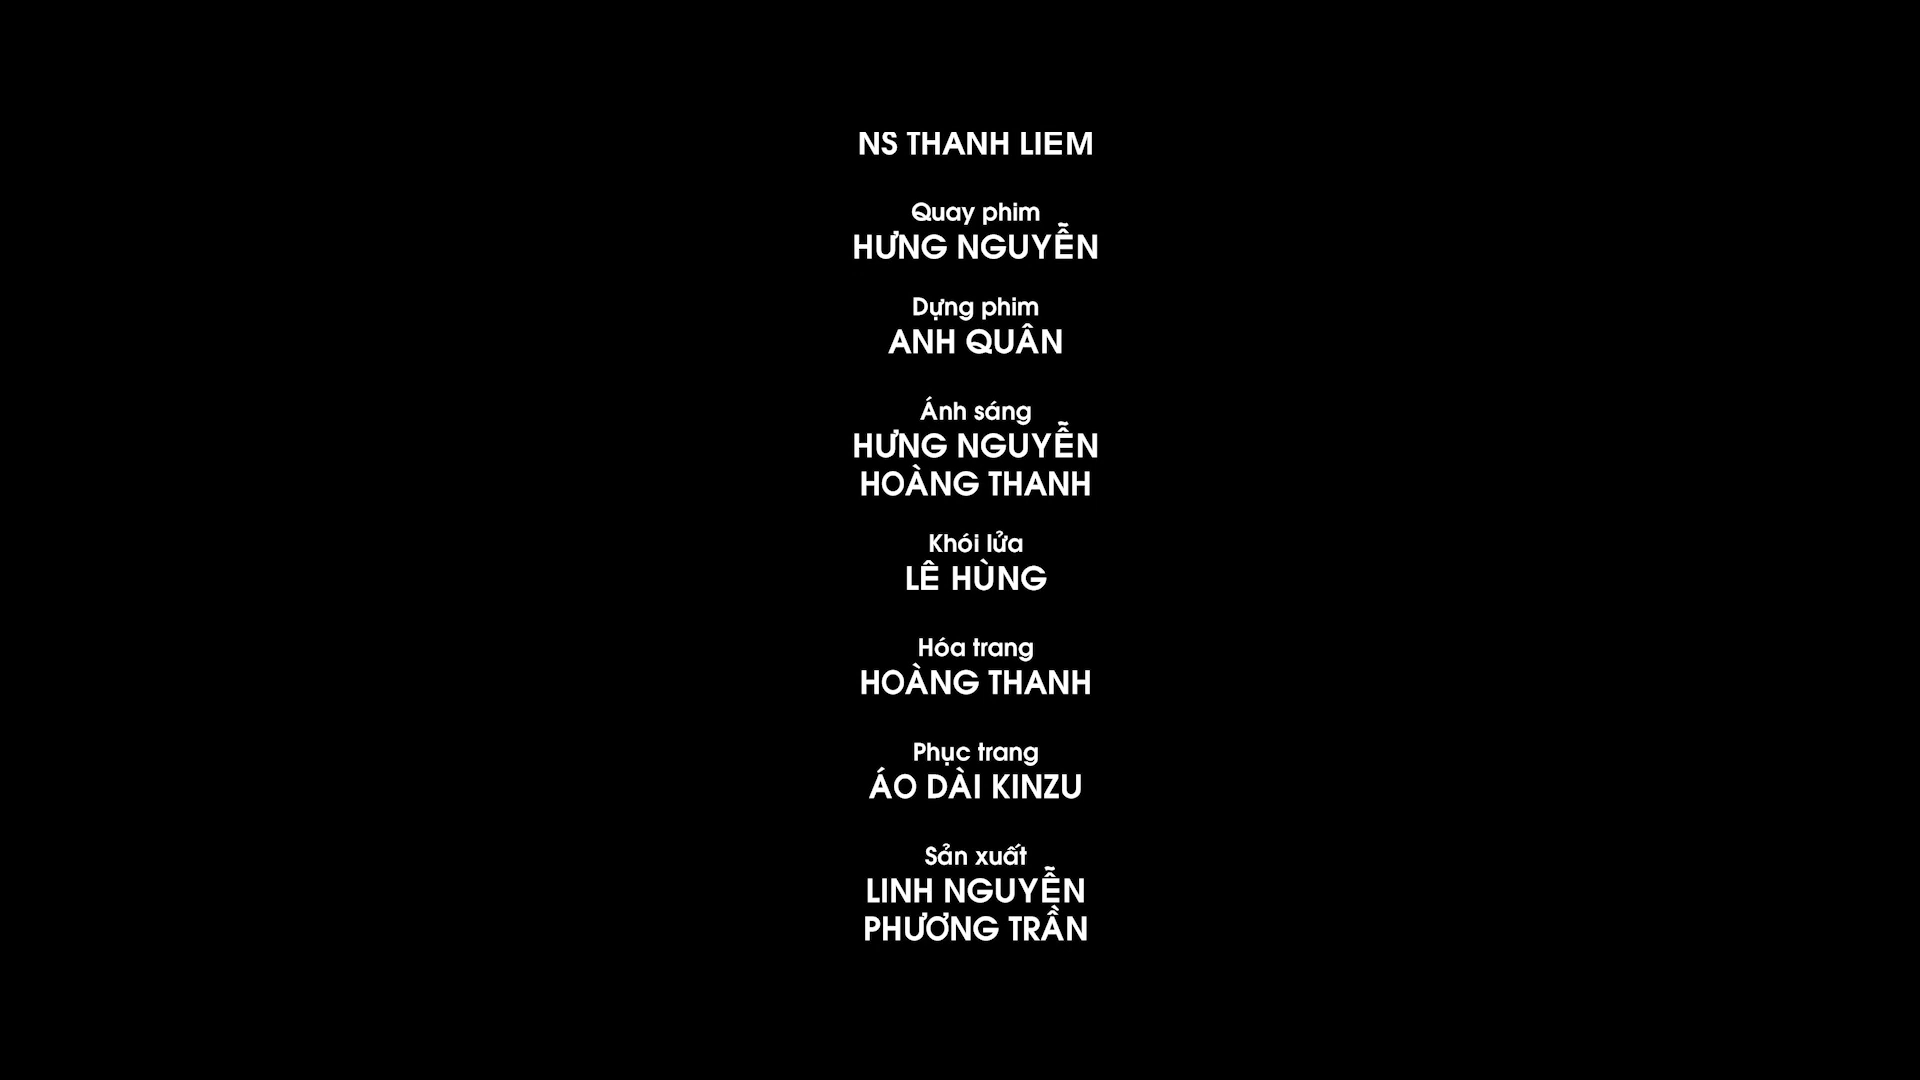 NS THANH LIEM
Quay phim
HƯNG NGUYỄN
Dựng phim
ANH QUÂN
Ánh sáng
HƯNG NGUYỄN
HOÀNG THANH
Khói lửa
LÊ HÙNG
Hóa trang
HOÀNG THANH
Phục trang
ÁO DÀI KINZU
Sản xuất
LINH NGUYỄN
PHƯƠNG TRẦN